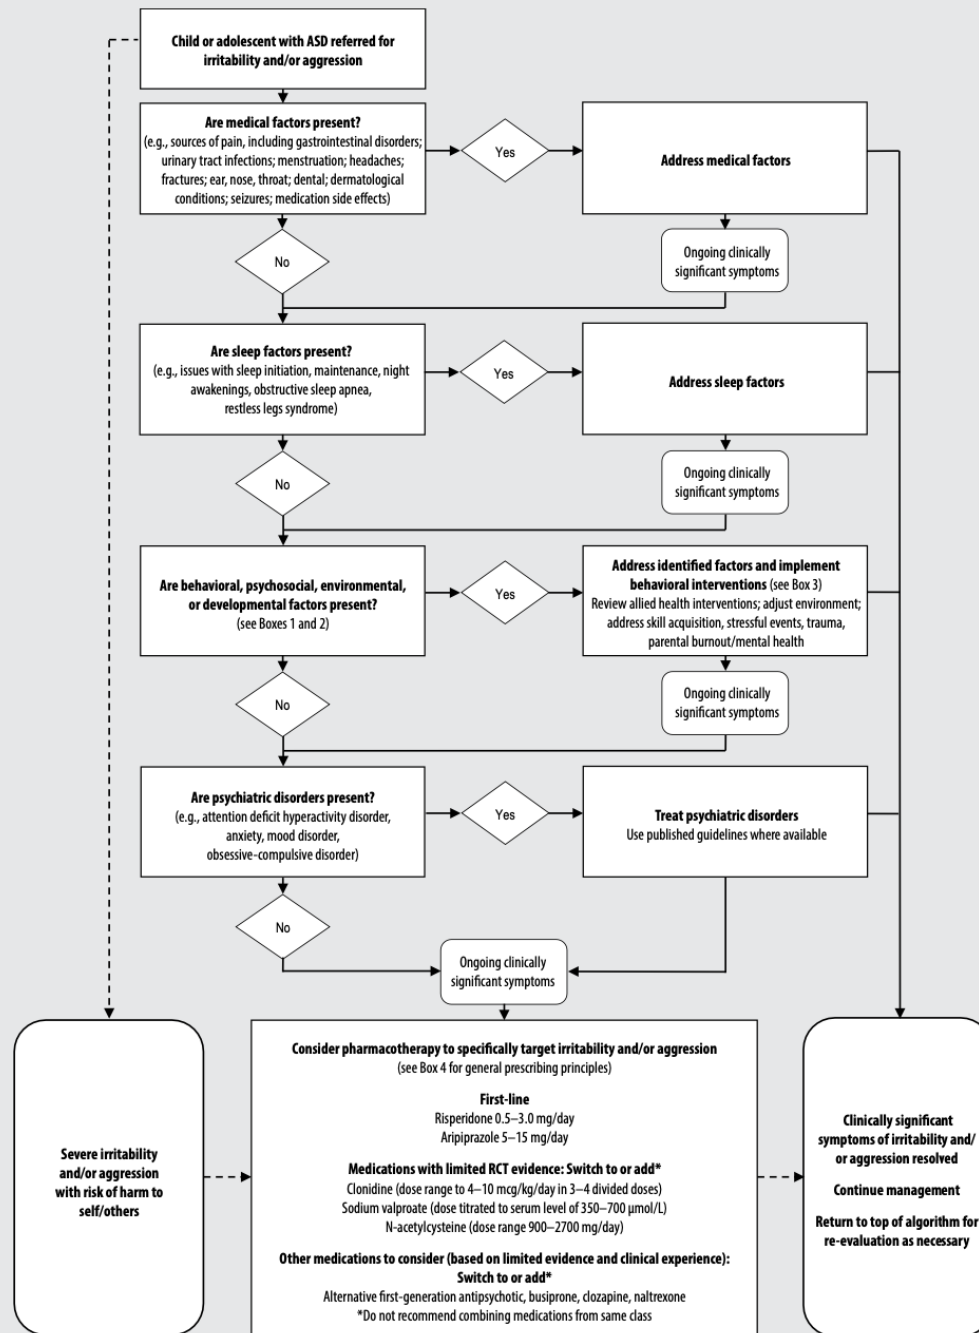 Child or adolescent with ASD referred for
irritability and/or aggression
Are medical factors present?
(e.g., sources of pain, including gastrointestinal disorders;
urinary tract infections; menstruation; headaches;
fractures; ear, nose, throat; dental; dermatological
conditions; seizures; medication side effects)
Yes
Address medical factors
No
Ongoing clinically
significant symptoms
Are sleep factors present?
(e.g., issues with sleep initiation, maintenance, night
awakenings, obstructive sleep apnea,
restless legs syndrome)
Yes
Address sleep factors
No
Ongoing clinically
significant symptoms
Are behavioral, psychosocial, environmental,
or developmental factors present?
(see Boxes 1 and 2)
Yes
Address identified factors and implement
behavioral interventions (see Box 3)
Review allied health interventions; adjust environment;
address skill acquisition, stressful events, trauma,
parental burnout/mental health
No
Ongoing clinically
significant symptoms
Are psychiatric disorders present?
(e.g., attention deficit hyperactivity disorder,
anxiety, mood disorder,
obsessive-compulsive disorder)
Yes
Treat psychiatric disorders
Use published guidelines where available
No
Ongoing clinically
significant symptoms
Severe irritability
and/or aggression
with risk of harm to
self/others
Consider pharmacotherapy to specifically target irritability and/or aggression
(see Box 4 for general prescribing principles)
First-line
Risperidone 0.5–3.0 mg/day
Aripiprazole 5–15 mg/day
Medications with limited RCT evidence: Switch to or add*
Clonidine (dose range to 4–10 mcg/kg/day in 3–4 divided doses)
Sodium valproate (dose titrated to serum level of 350–700 µmol/L)
N-acetylcysteine (dose range 900–2700 mg/day)
Other medications to consider (based on limited evidence and clinical experience):
Switch to or add*
Alternative first-generation antipsychotic, busiprone, clozapine, naltrexone
*Do not recommend combining medications from same class
Clinically significant
symptoms of irritability and/
or aggression resolved
Continue management
Return to top of algorithm for
re-evaluation as necessary